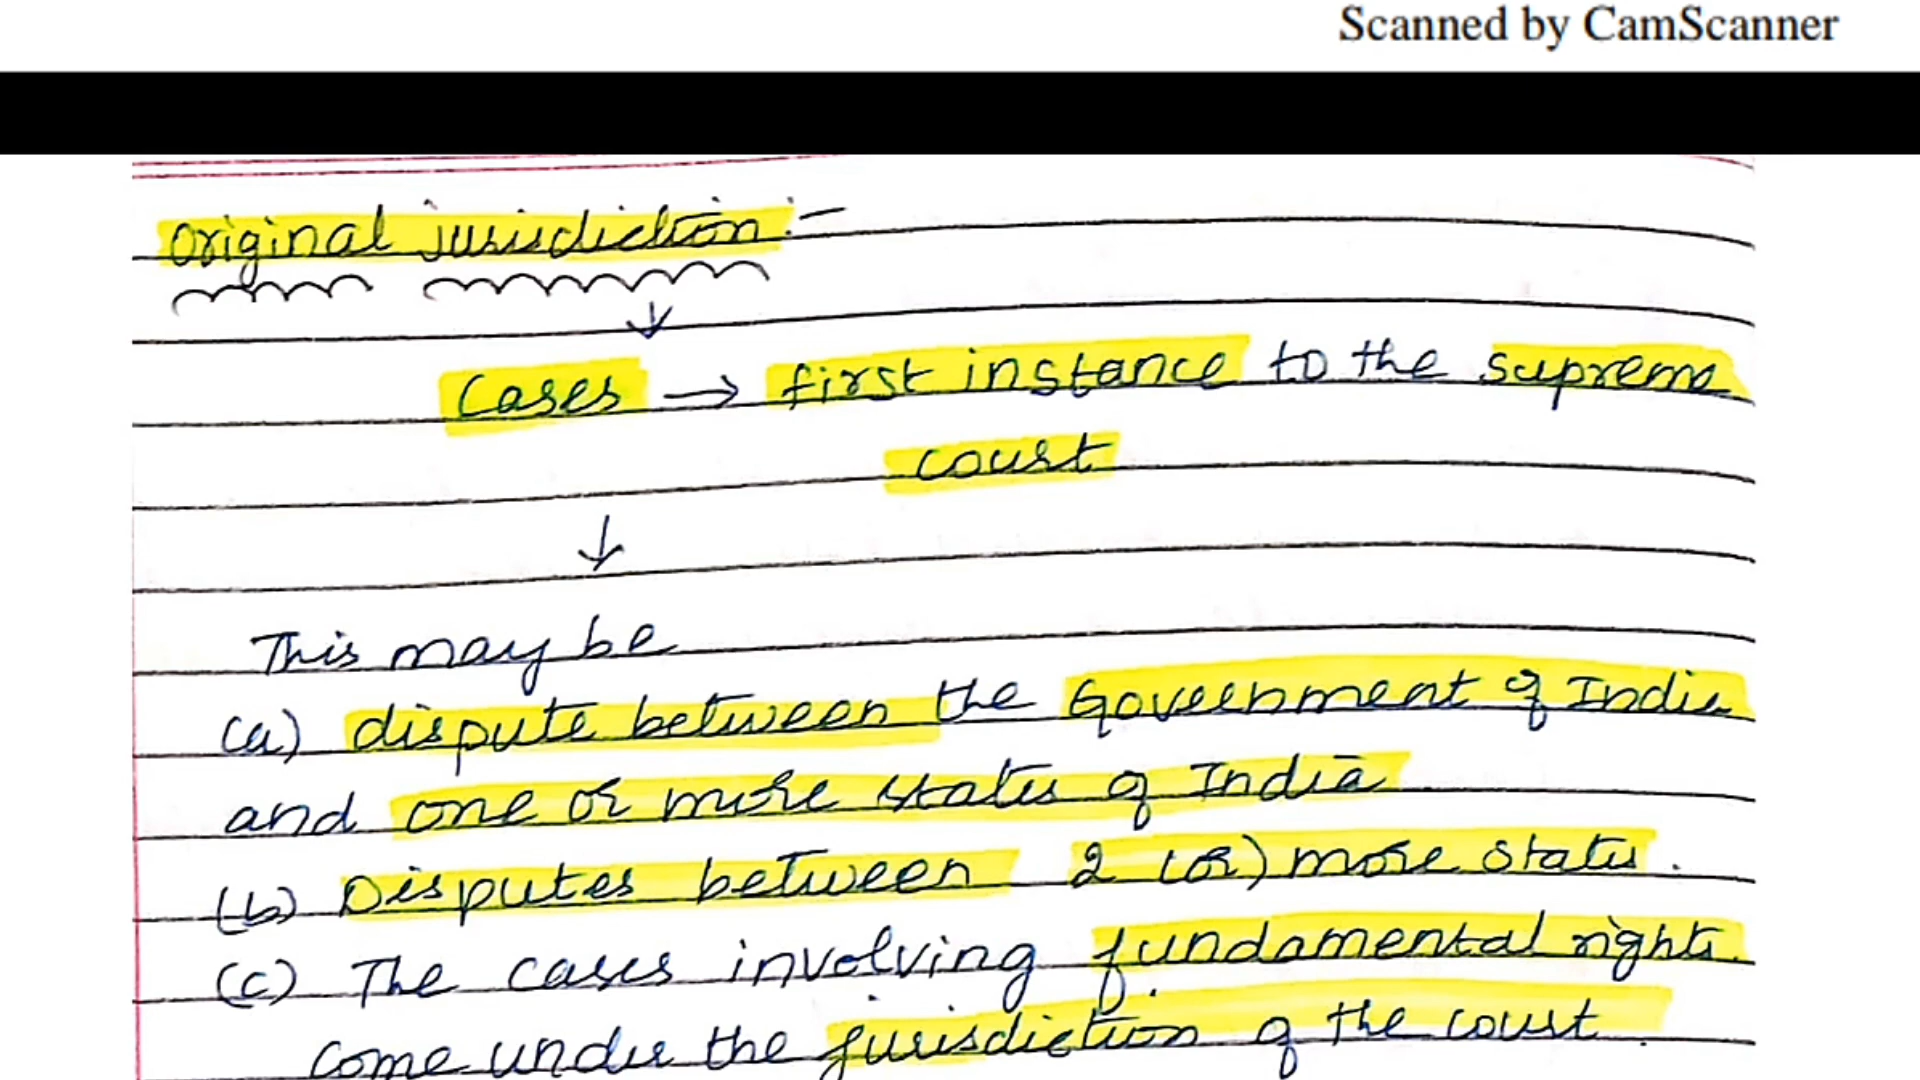 Scanned by CamScanner
Original jurisdiction :-
↓
Cases → first instance to the supreme
court
↓
This may be
(a) dispute between the Government of India
and one or more states of India
(b) Disputes between 2 (or) more states.
(c) The cases involving fundamental rights
come under the jurisdiction of the court.